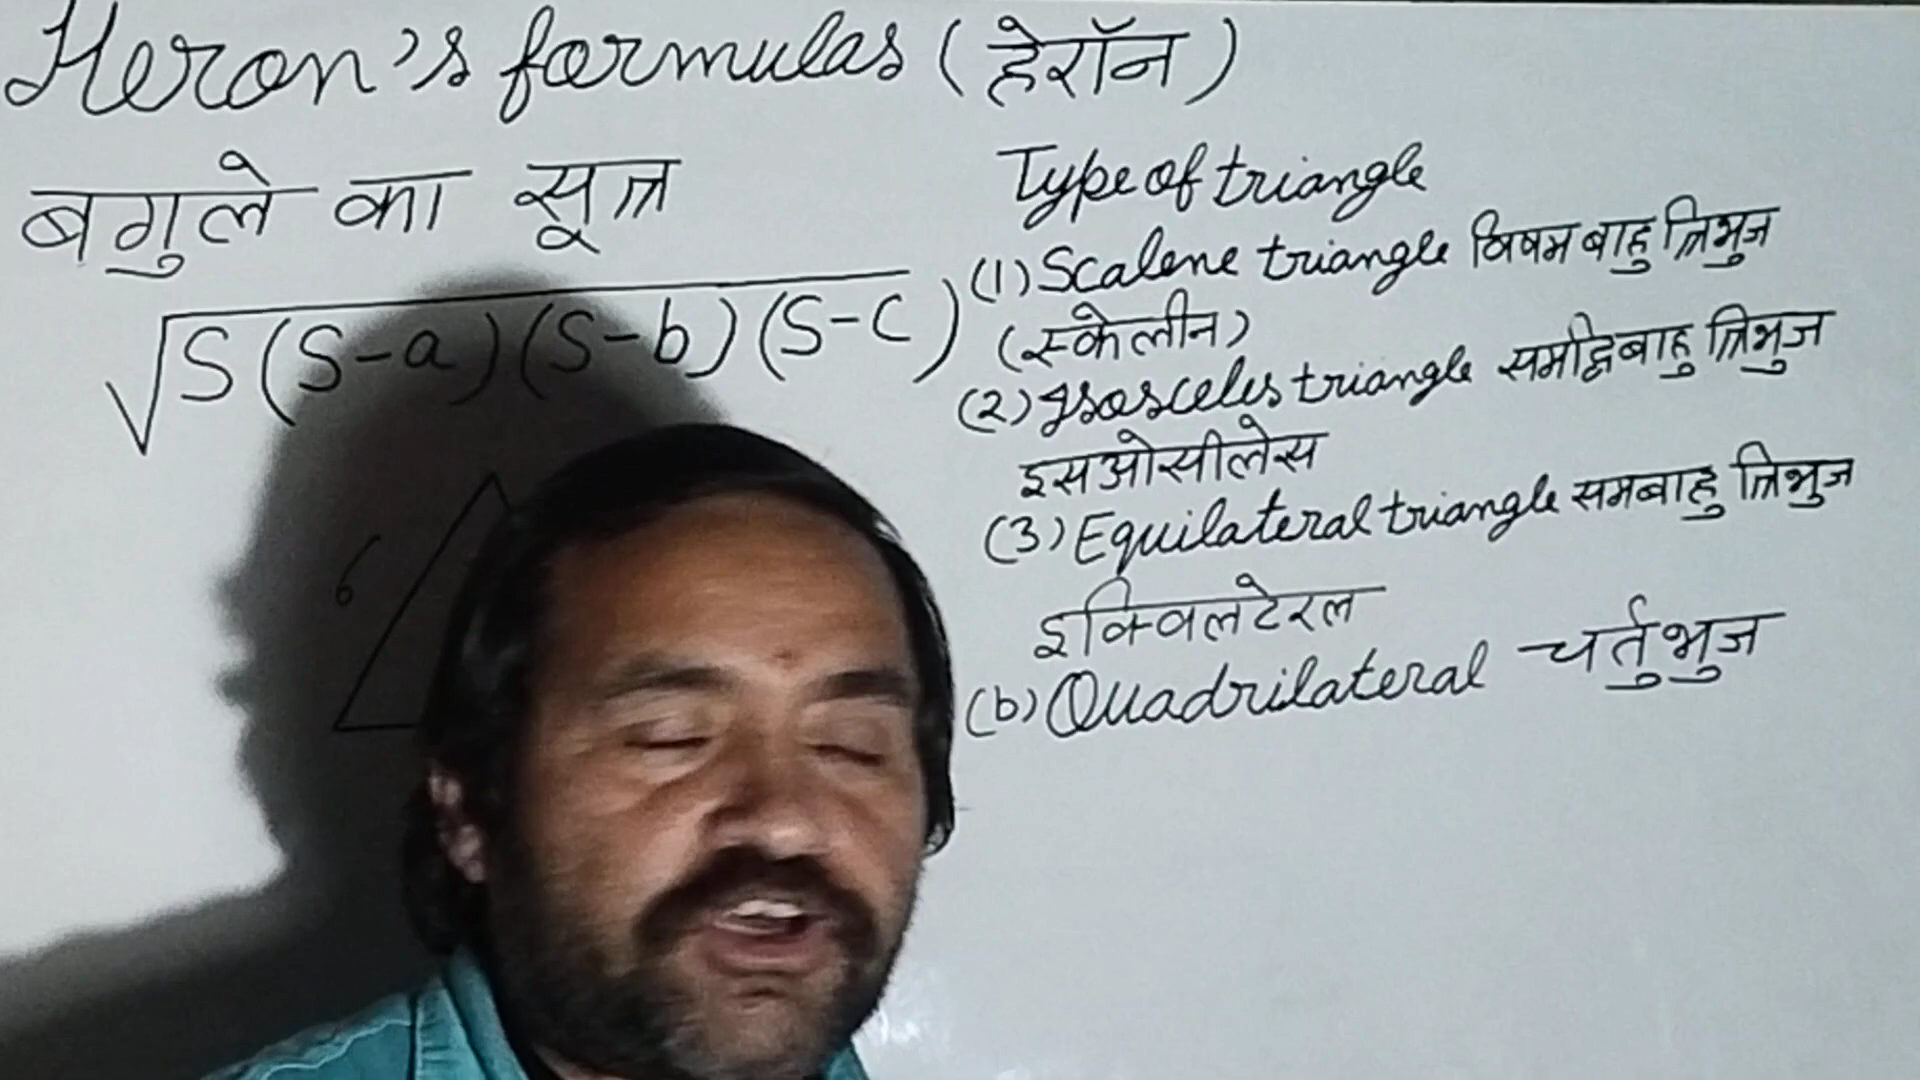 Heron's formulas (हेरॉन)
बगुले का सूत्र
√S(S-a)(S-b)(S-c)
6
Type of triangle
(1) Scalene triangle विषम बाहु त्रिभुज
(स्केलीन)
(2) Isosceles triangle समद्विबाहु त्रिभुज
इसओसीलेस
(3) Equilateral triangle समबाहु त्रिभुज
इक्विलटेरल
(b) Quadrilateral चर्तुभुज